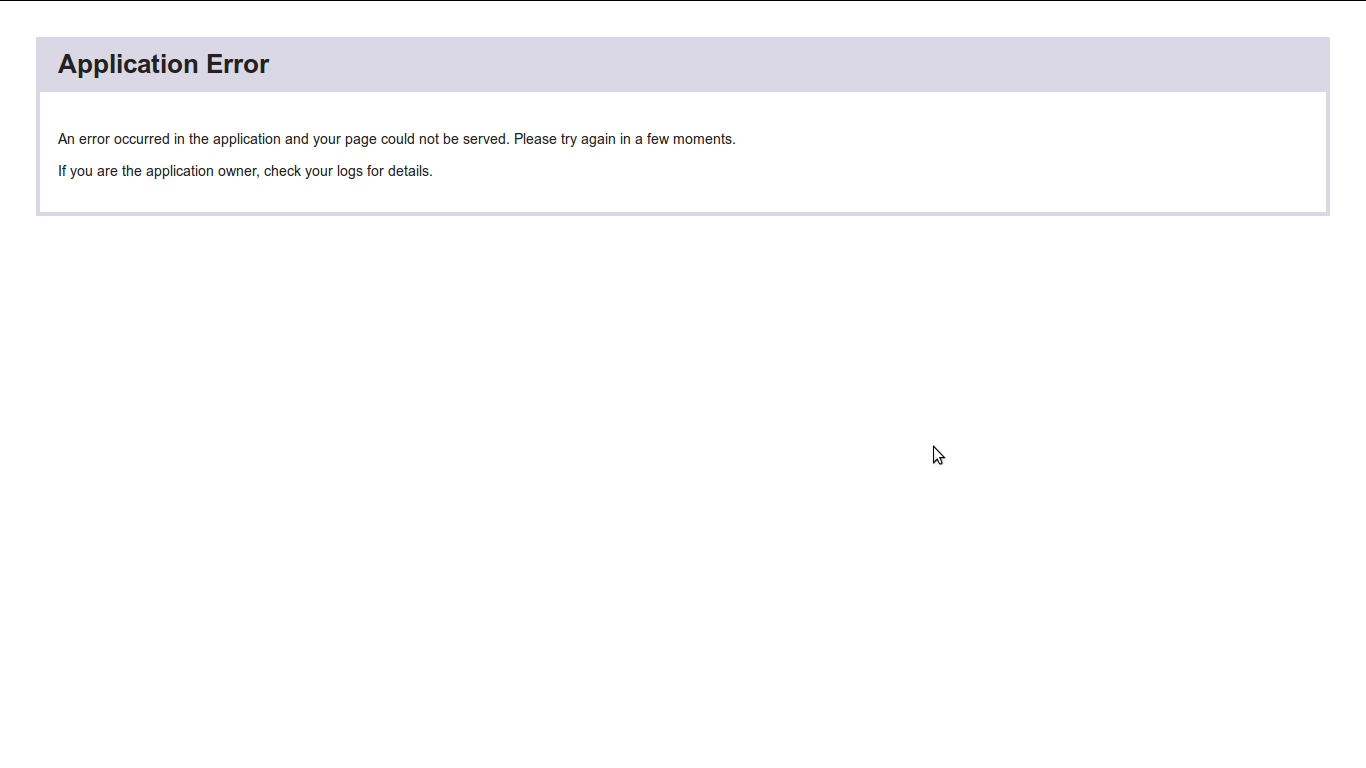 Application Error
An error occurred in the application and your page could not be served. Please try again in a few moments.
If you are the application owner, check your logs for details.